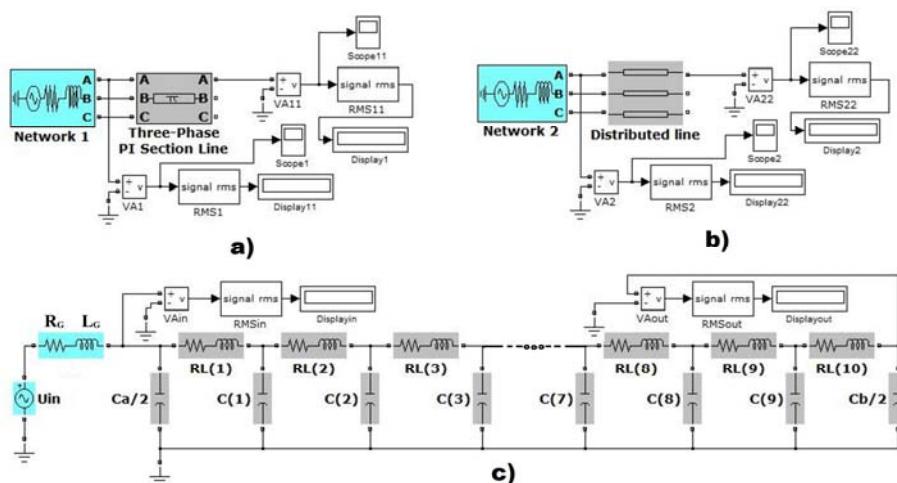 Scope11
A A A
B B B
C C C
Network 1
Three-Phase
PI Section Line
+ - v
VA11
signal rms
RMS11
Scope1
Display1
+ - v
VA1
signal rms
RMS1
Display11
a)
Scope22
A
B
C
Network 2
Distributed line
+ - v
VA22
signal rms
RMS22
Scope2
Display2
+ - v
VA2
signal rms
RMS2
Display22
b)
RG LG
+ - v
VAin
signal rms
RMSin
Displayin
+ - v
VAout
signal rms
RMSout
Displayout
RL(1) RL(2) RL(3) RL(8) RL(9) RL(10)
Uin Ca/2 C(1) C(2) C(3) C(7) C(8) C(9) Cb/2
c)